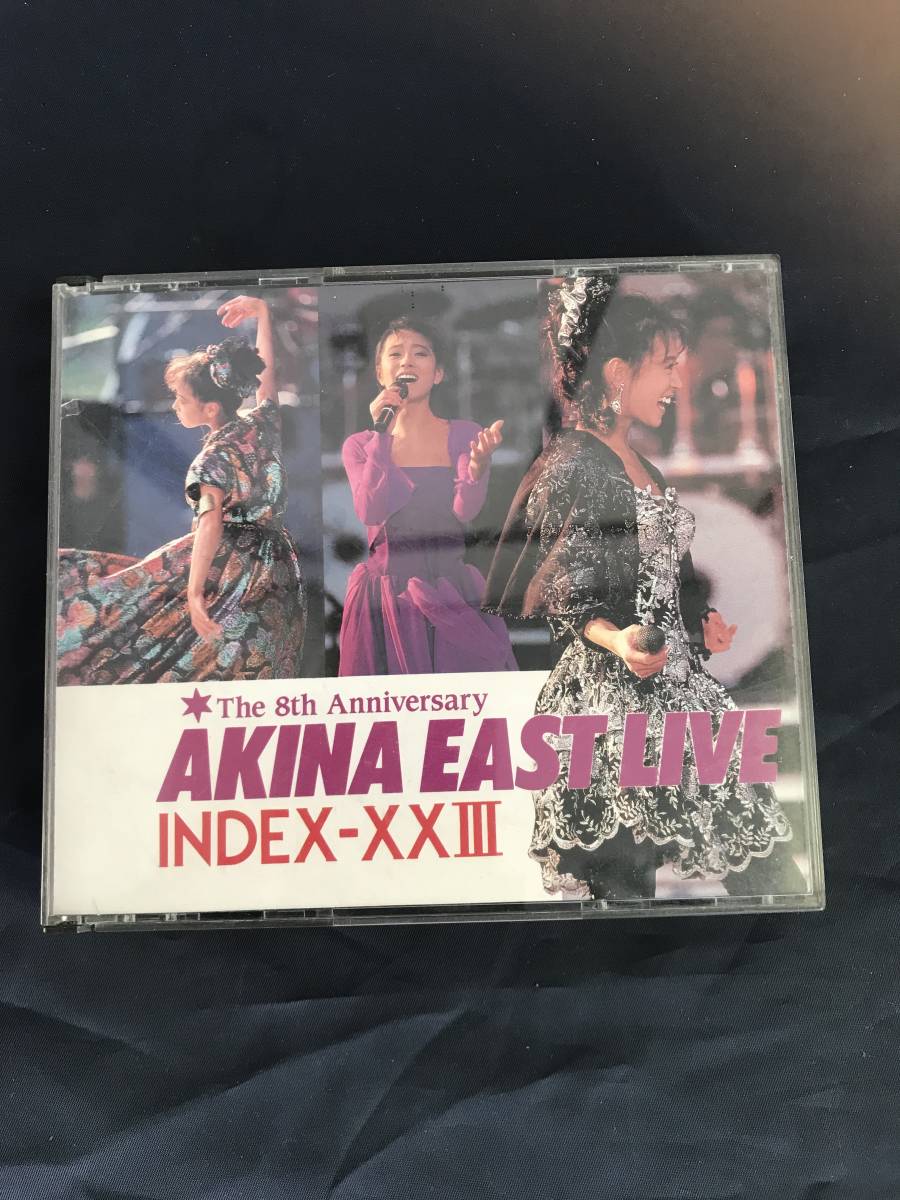 The 8th Anniversary
AKINA EAST LIVE
INDEX-XXIII